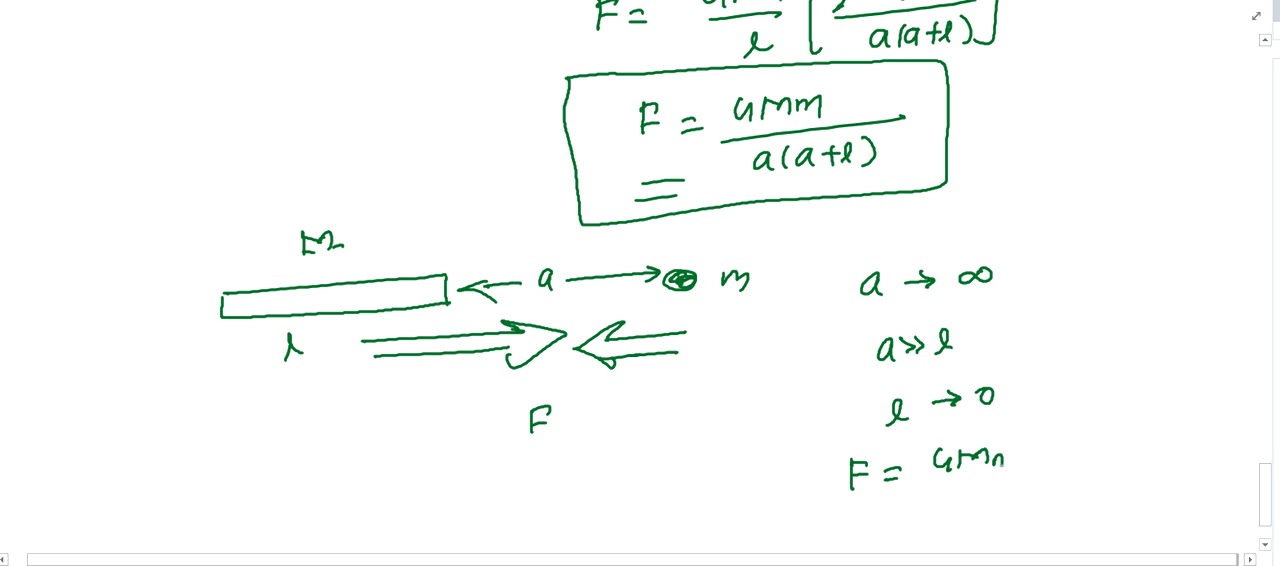 F = l [ a(a+l) ]
F = GMm / a(a+l)
M
a m a → ∞
l a >> l
F l → 0
F = GMm